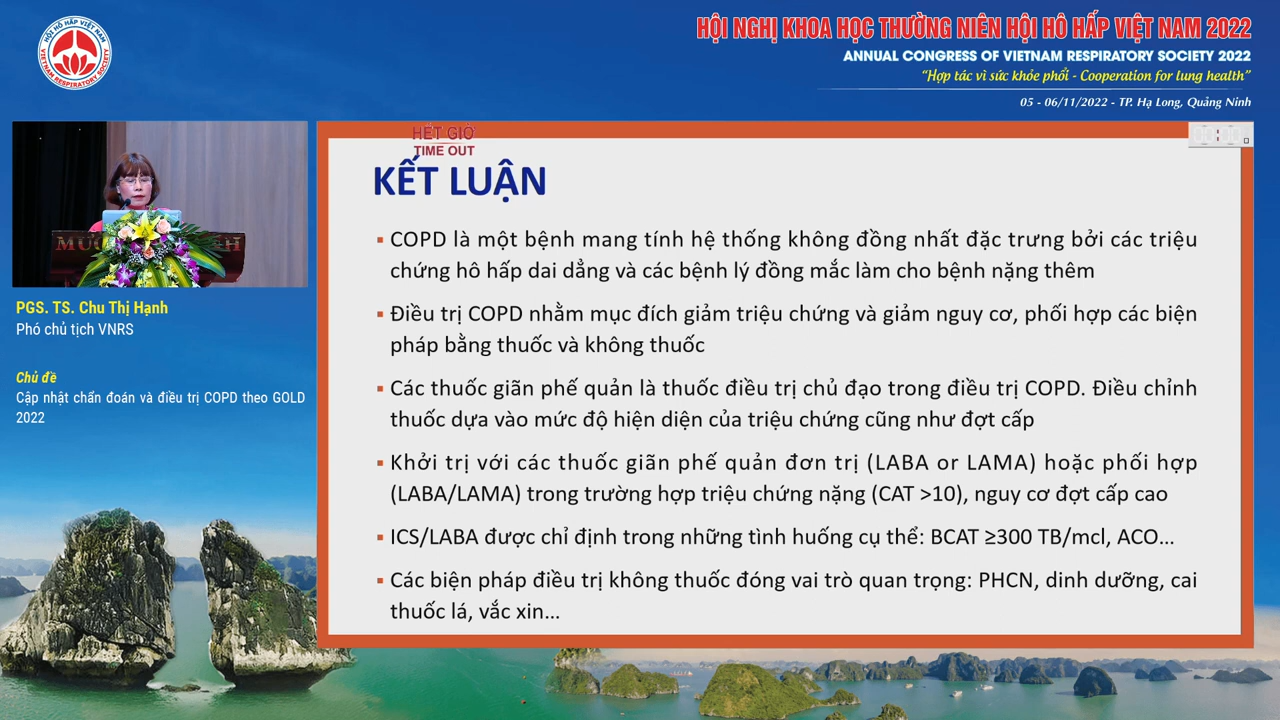 HỘI HÔ HẤP VIỆT NAM
VIETNAM RESPIRATORY SOCIETY
HỘI NGHỊ KHOA HỌC THƯỜNG NIÊN HỘI HÔ HẤP VIỆT NAM 2022
ANNUAL CONGRESS OF VIETNAM RESPIRATORY SOCIETY 2022
“Hợp tác vì sức khỏe phổi - Cooperation for lung health”
05 - 06/11/2022 - TP. Hạ Long, Quảng Ninh
PGS. TS. Chu Thị Hạnh
Phó chủ tịch VNRS
Chủ đề
Cập nhật chẩn đoán và điều trị COPD theo GOLD
2022
HẾT GIỜ
TIME OUT
KẾT LUẬN
▪ COPD là một bệnh mang tính hệ thống không đồng nhất đặc trưng bởi các triệu
chứng hô hấp dai dẳng và các bệnh lý đồng mắc làm cho bệnh nặng thêm
▪ Điều trị COPD nhằm mục đích giảm triệu chứng và giảm nguy cơ, phối hợp các biện
pháp bằng thuốc và không thuốc
▪ Các thuốc giãn phế quản là thuốc điều trị chủ đạo trong điều trị COPD. Điều chỉnh
thuốc dựa vào mức độ hiện diện của triệu chứng cũng như đợt cấp
▪ Khởi trị với các thuốc giãn phế quản đơn trị (LABA or LAMA) hoặc phối hợp
(LABA/LAMA) trong trường hợp triệu chứng nặng (CAT >10), nguy cơ đợt cấp cao
▪ ICS/LABA được chỉ định trong những tình huống cụ thể: BCAT ≥300 TB/mcl, ACO...
▪ Các biện pháp điều trị không thuốc đóng vai trò quan trọng: PHCN, dinh dưỡng, cai
thuốc lá, vắc xin...